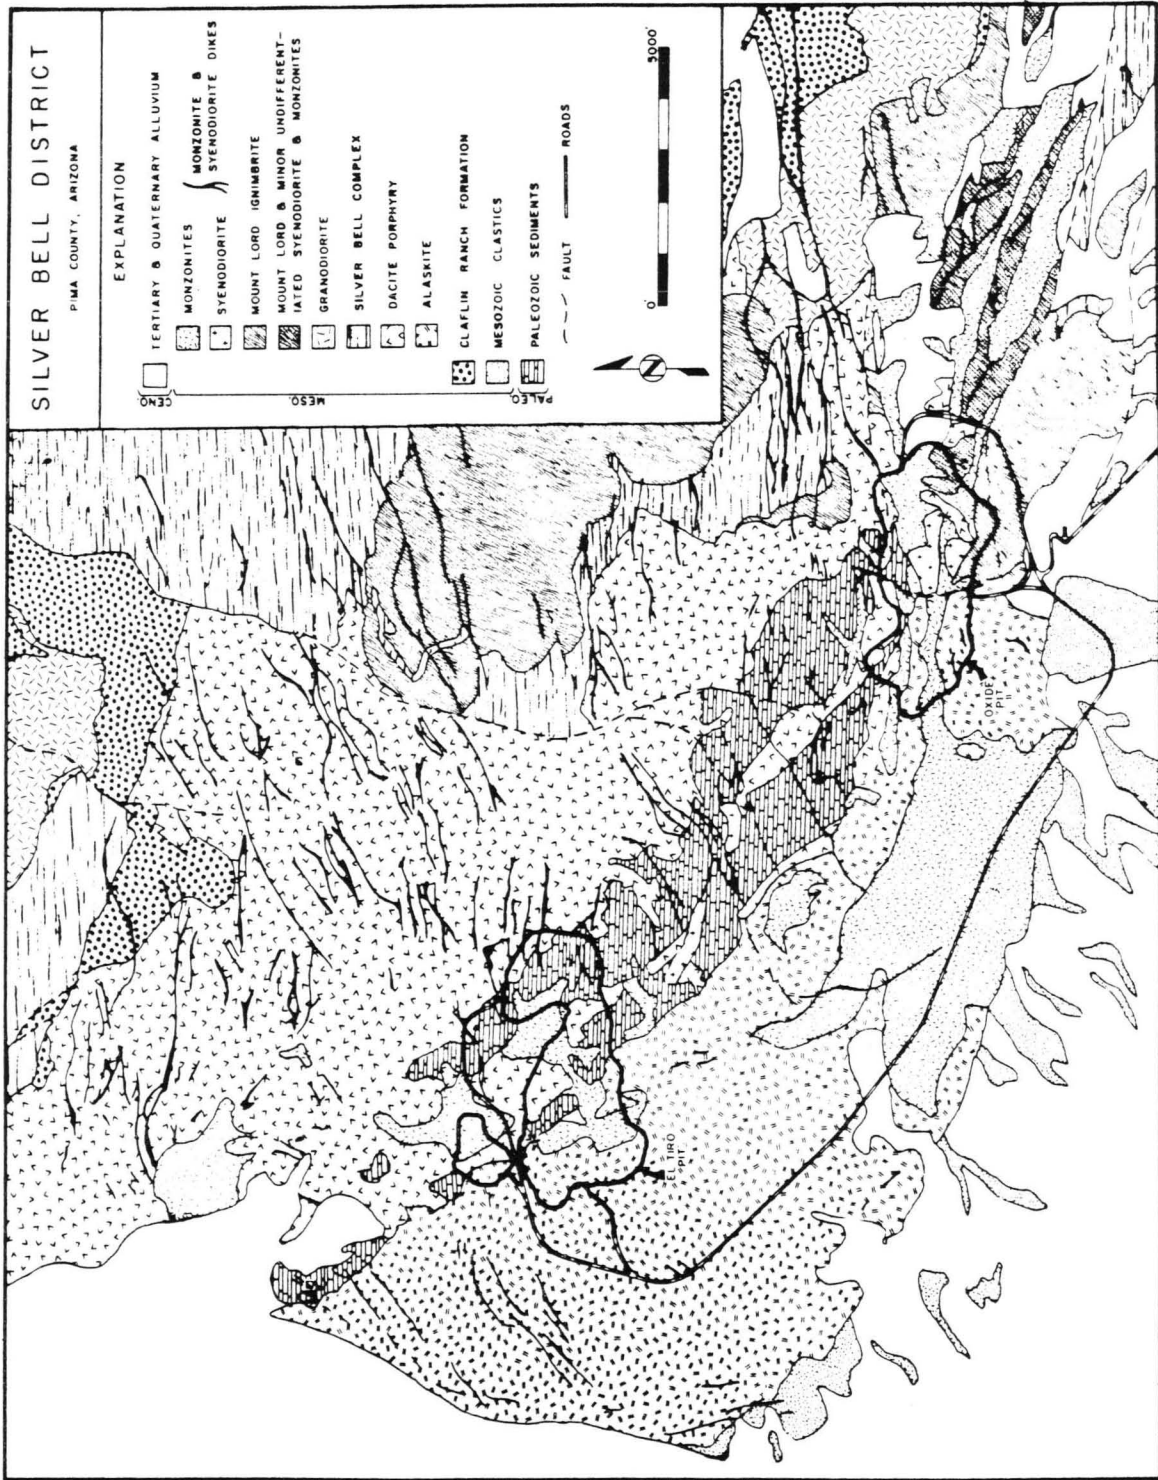 SILVER BELL DISTRICT
PIMA COUNTY, ARIZONA
EXPLANATION
CENO.
TERTIARY & QUATERNARY ALLUVIUM
MESO.
MONZONITES
MONZONITE &
SYENODIORITE DIKES
SYENODIORITE
MOUNT LORD IGNIMBRITE
MOUNT LORD & MINOR UNDIFFERENT-
IATED SYENODIORITE & MONZONITES
GRANODIORITE
SILVER BELL COMPLEX
DACITE PORPHYRY
ALASKITE
CLAFLIN RANCH FORMATION
MESOZOIC CLASTICS
PALEO.
PALEOZOIC SEDIMENTS
FAULT
ROADS
N
0'
5000'
EL TIRO
PIT
OXIDE
PIT